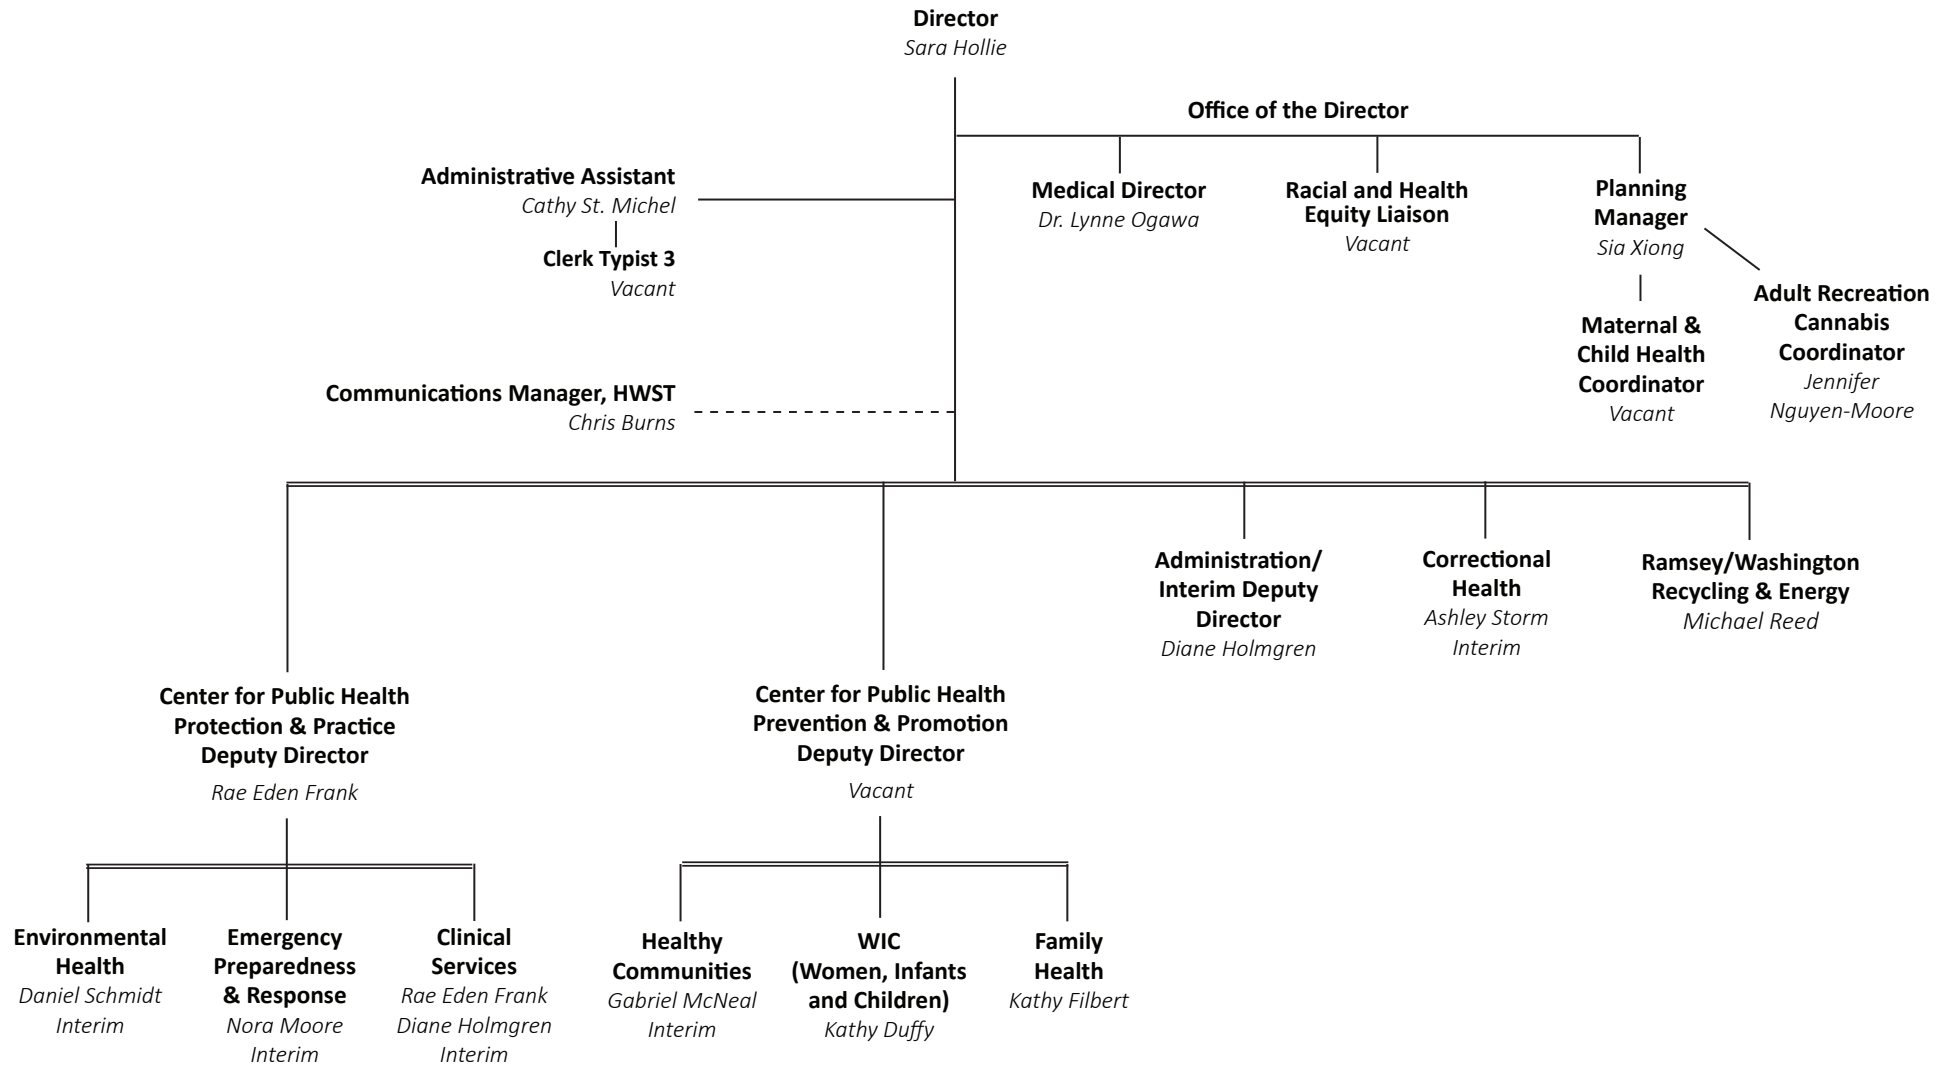 Director
Sara Hollie
Office of the Director
Administrative Assistant
Cathy St. Michel
Clerk Typist 3
Vacant
Medical Director
Dr. Lynne Ogawa
Racial and Health
Equity Liaison
Vacant
Planning
Manager
Sia Xiong
Maternal &
Child Health
Coordinator
Vacant
Adult Recreation
Cannabis
Coordinator
Jennifer
Nguyen-Moore
Communications Manager, HWST
Chris Burns
Center for Public Health
Protection & Practice
Deputy Director
Rae Eden Frank
Center for Public Health
Prevention & Promotion
Deputy Director
Vacant
Administration/
Interim Deputy
Director
Diane Holmgren
Correctional
Health
Ashley Storm
Interim
Ramsey/Washington
Recycling & Energy
Michael Reed
Environmental
Health
Daniel Schmidt
Interim
Emergency
Preparedness
& Response
Nora Moore
Interim
Clinical
Services
Rae Eden Frank
Diane Holmgren
Interim
Healthy
Communities
Gabriel McNeal
Interim
WIC
(Women, Infants
and Children)
Kathy Duffy
Family
Health
Kathy Filbert